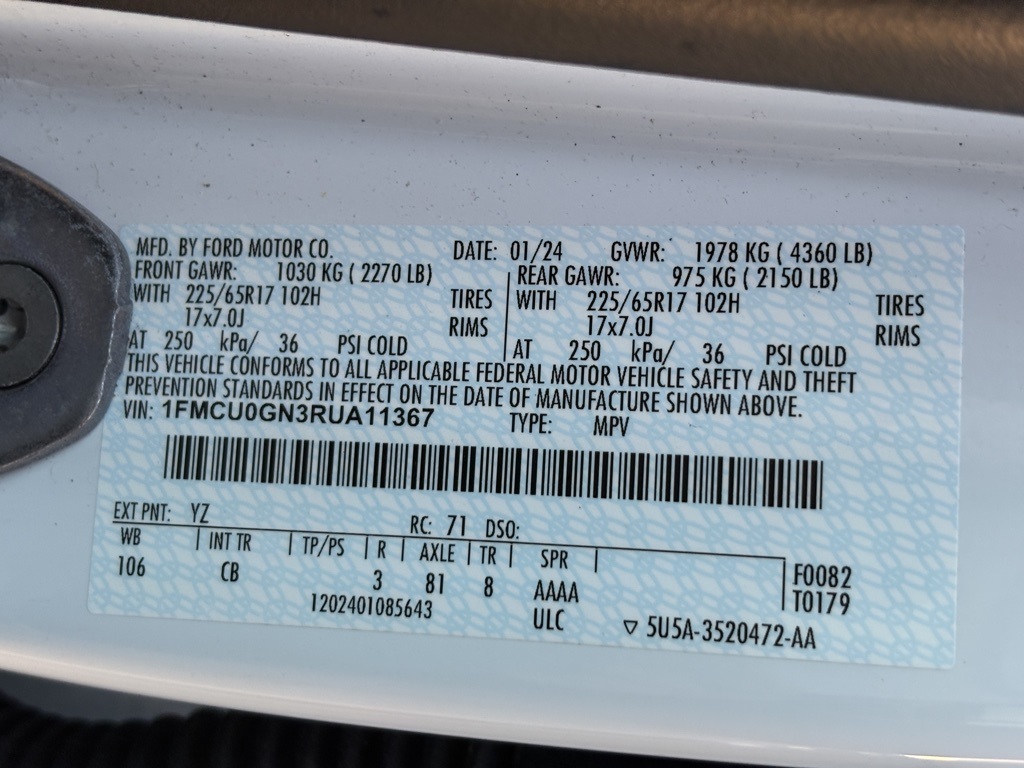 MFD. BY FORD MOTOR CO. DATE: 01/24 GVWR: 1978 KG ( 4360 LB)
FRONT GAWR: 1030 KG ( 2270 LB) REAR GAWR: 975 KG ( 2150 LB)
WITH 225/65R17 102H TIRES WITH 225/65R17 102H TIRES
17x7.0J RIMS 17x7.0J RIMS
AT 250 kPa/ 36 PSI COLD AT 250 kPa/ 36 PSI COLD
THIS VEHICLE CONFORMS TO ALL APPLICABLE FEDERAL MOTOR VEHICLE SAFETY AND THEFT
PREVENTION STANDARDS IN EFFECT ON THE DATE OF MANUFACTURE SHOWN ABOVE.
VIN: 1FMCU0GN3RUA11367 TYPE: MPV
EXT PNT: YZ RC: 71 DSO:
WB INT TR TP/PS R AXLE TR SPR
106 CB 3 81 8 AAAA F0082
1202401085643 ULC T0179
▽ 5U5A-3520472-AA